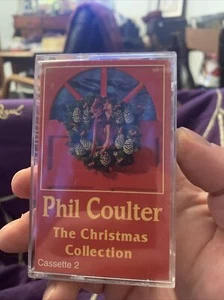 Phil Coulter
The Christmas
Collection
Cassette 2